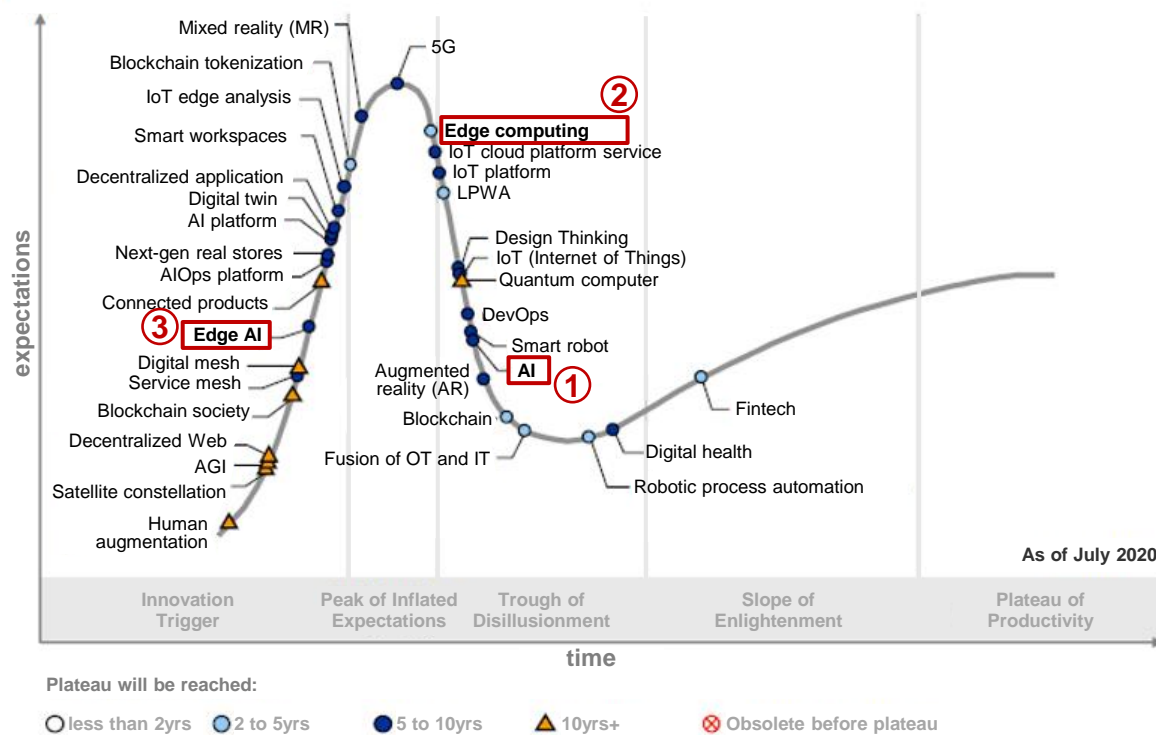 expectations
Mixed reality (MR)
5G
Blockchain tokenization
IoT edge analysis
Smart workspaces
Decentralized application
Digital twin
AI platform
Next-gen real stores
AIOps platform
Connected products
③
Edge AI
Digital mesh
Service mesh
Blockchain society
Decentralized Web
AGI
Satellite constellation
Human
augmentation
②
Edge computing
IoT cloud platform service
IoT platform
LPWA
Design Thinking
IoT (Internet of Things)
Quantum computer
DevOps
Smart robot
AI
①
Augmented
reality (AR)
Blockchain
Fusion of OT and IT
Fintech
Digital health
Robotic process automation
As of July 2020
Innovation
Trigger
Peak of Inflated
Expectations
Trough of
Disillusionment
Slope of
Enlightenment
Plateau of
Productivity
time
Plateau will be reached:
less than 2yrs
2 to 5yrs
5 to 10yrs
10yrs+
Obsolete before plateau